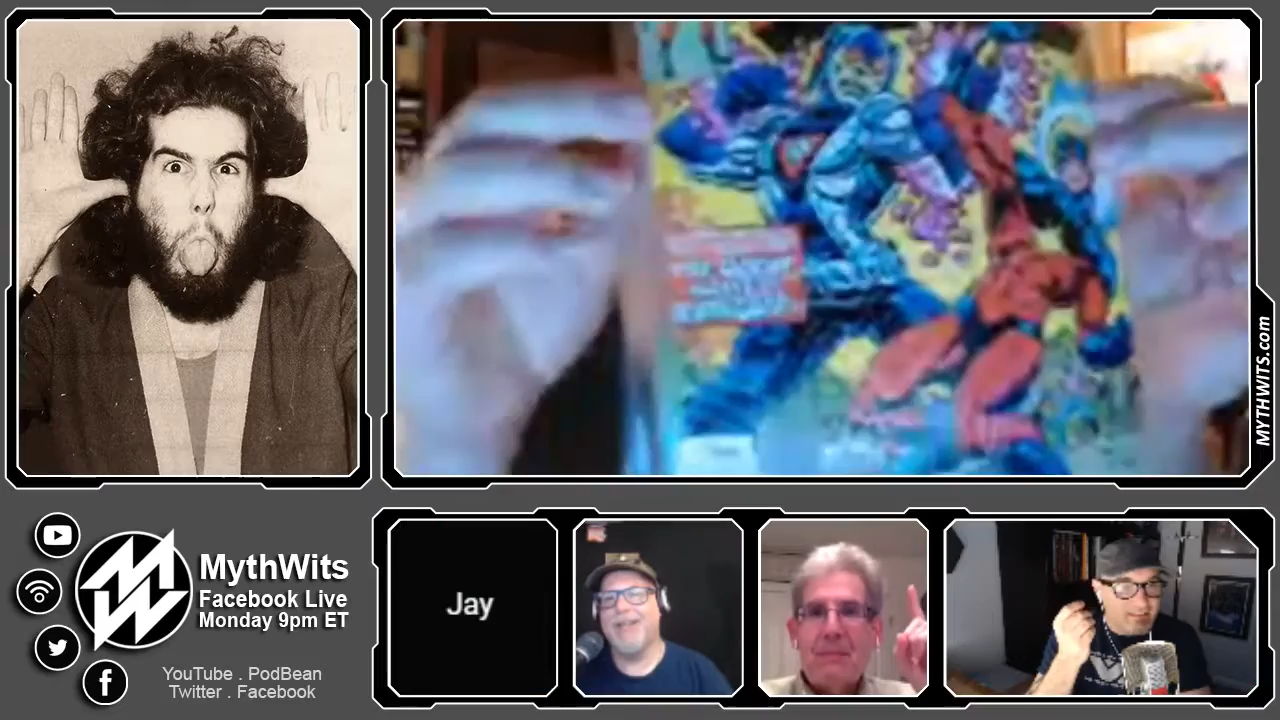 MYTHWITS.com
Jay
MythWits
Facebook Live
Monday 9pm ET
YouTube . PodBean
Twitter . Facebook